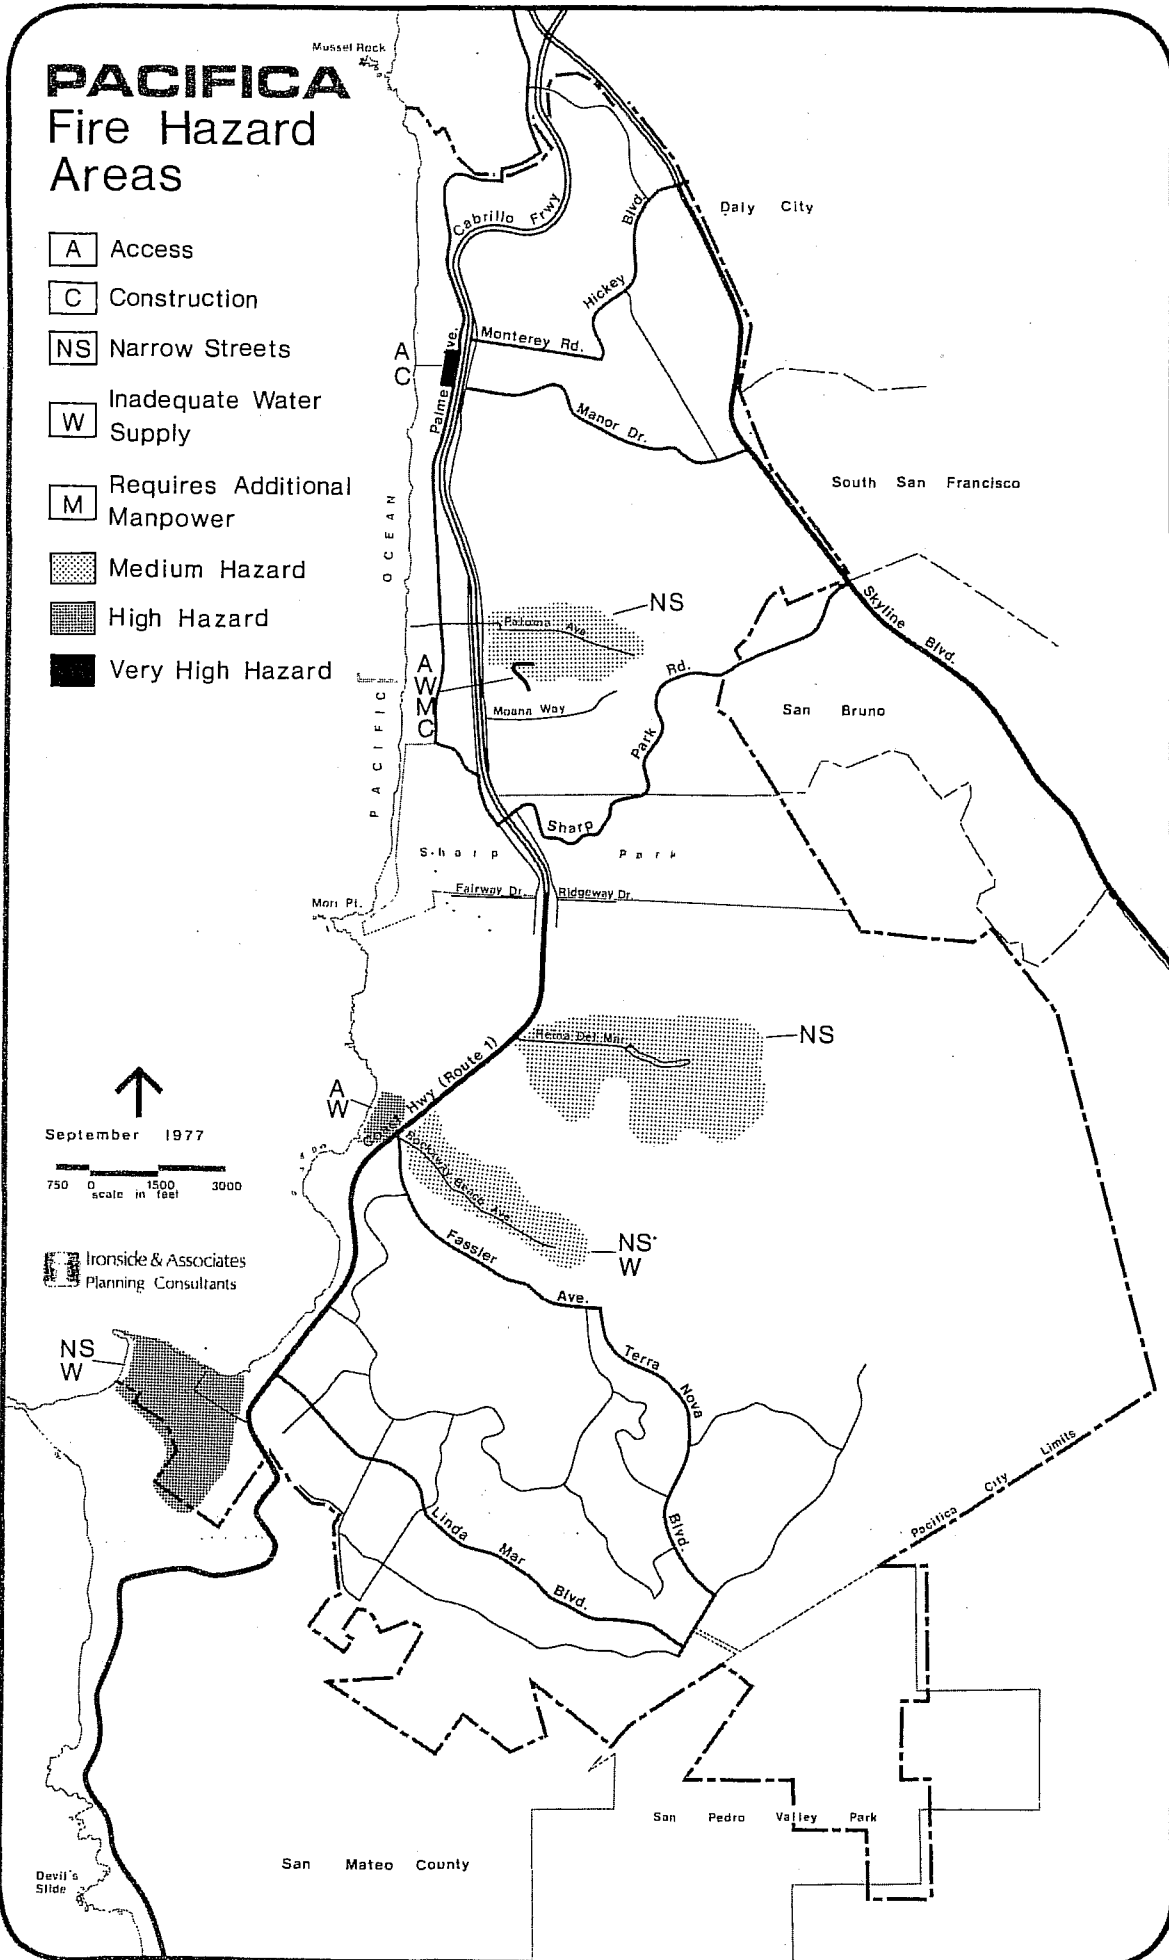 Mussel Rock
PACIFICA
Fire Hazard
Areas
A Access
C Construction
NS Narrow Streets
W Inadequate Water
Supply
M Requires Additional
Manpower
Medium Hazard
High Hazard
Very High Hazard
Daly City
Cabrillo Frwy
Hickey Blvd.
Monterey Rd.
A
C
Manor Dr.
South San Francisco
PACIFIC OCEAN
Skyline Blvd.
NS
Paloma Ave.
A
W
M
C
Moana Way
San Bruno
Sharp Park Rd.
Sharp Park
Fairway Dr.
Ridgeway Dr.
Mori Pt.
Reina Del Mar
NS
Coast Hwy (Route 1)
A
W
September 1977
750 0 1500 3000
scale in feet
Rockaway Beach Ave.
NS
W
Fassler Ave.
Ironside & Associates
Planning Consultants
NS
W
Terra Nova Blvd.
Pacifica City Limits
Linda Mar Blvd.
San Pedro Valley Park
San Mateo County
Devil's
Slide